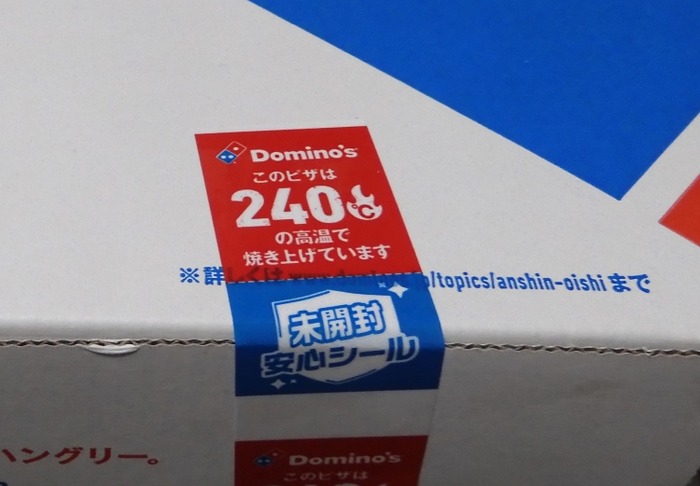 Domino's
このピザは
240℃
の高温で
焼き上げています
※詳しくは /topics/anshin-oishi まで
未開封
安心シール
ハングリー。
Domino's
このピザは